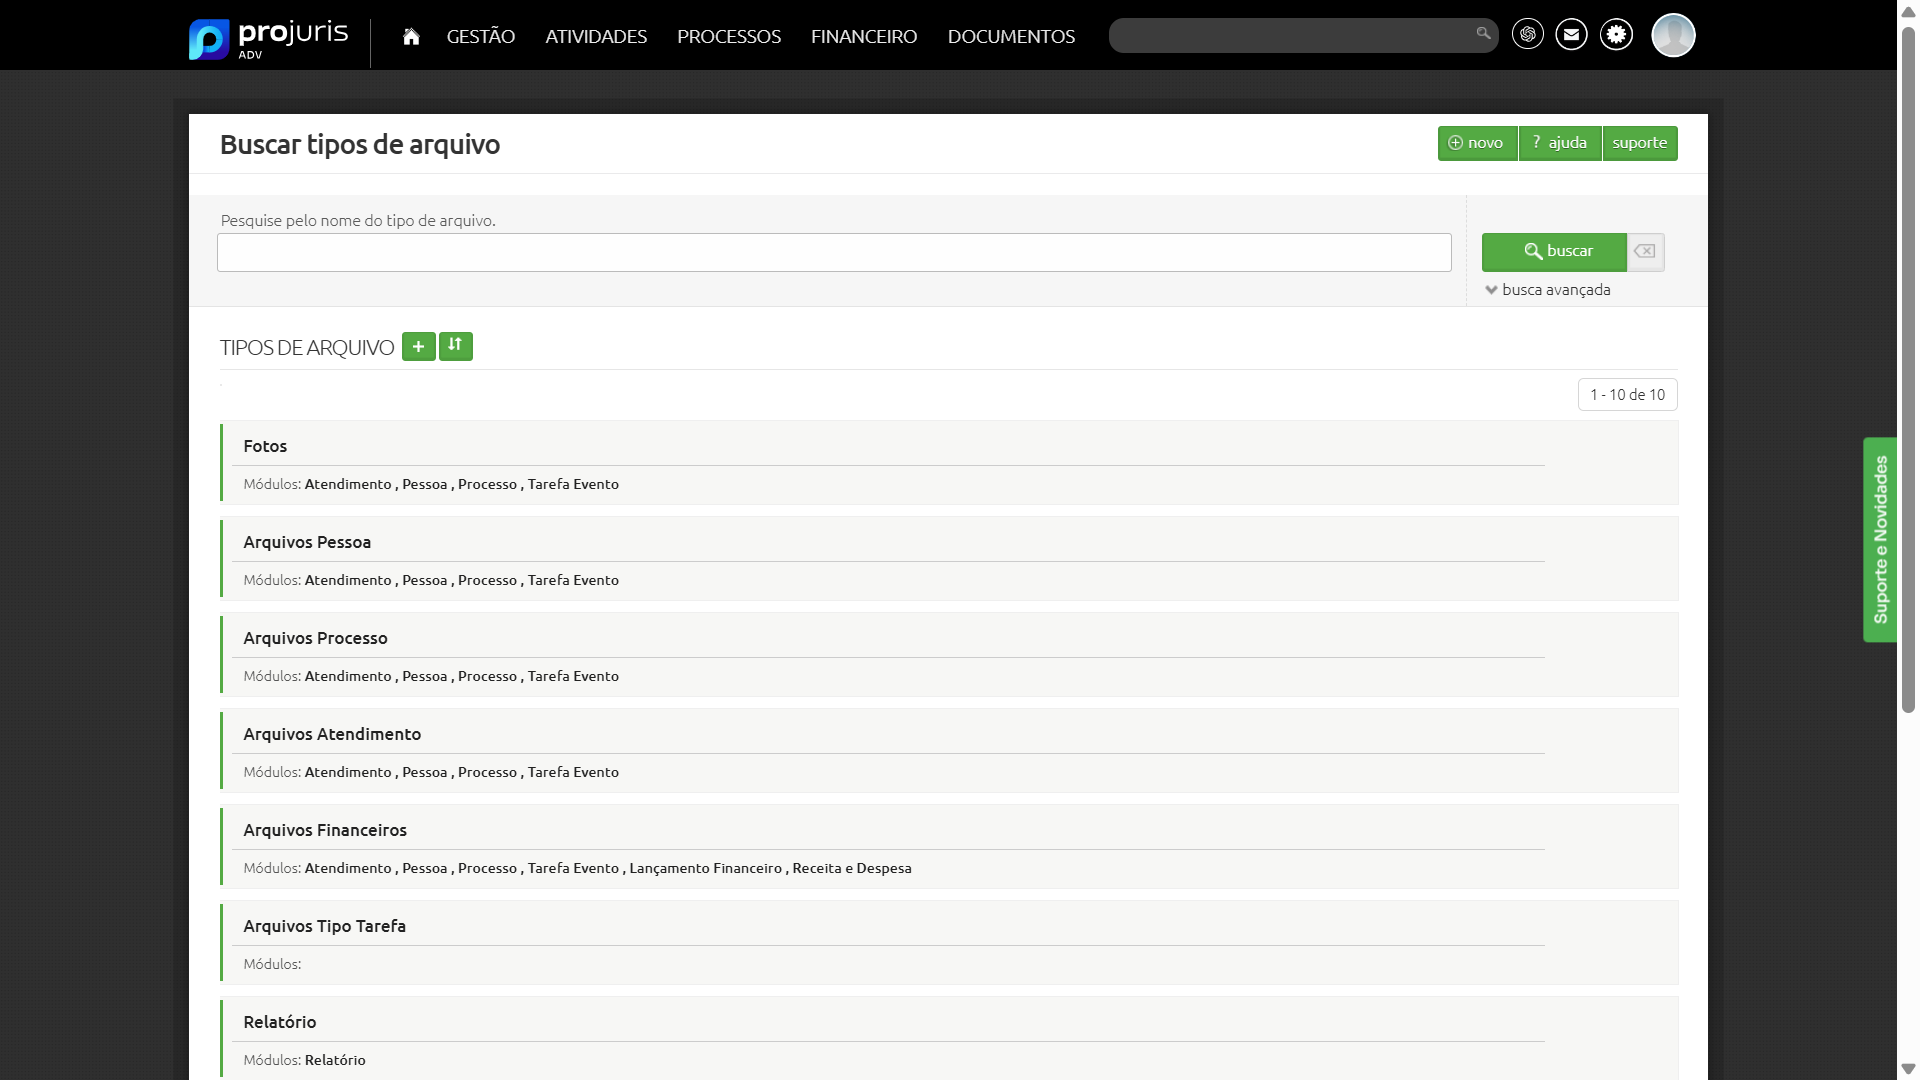 projuris
ADV
GESTÃO
ATIVIDADES
PROCESSOS
FINANCEIRO
DOCUMENTOS
Buscar tipos de arquivo
novo
? ajuda
suporte
Pesquise pelo nome do tipo de arquivo.
buscar
busca avançada
TIPOS DE ARQUIVO
1 - 10 de 10
Fotos
Módulos: Atendimento , Pessoa , Processo , Tarefa Evento
Arquivos Pessoa
Módulos: Atendimento , Pessoa , Processo , Tarefa Evento
Arquivos Processo
Módulos: Atendimento , Pessoa , Processo , Tarefa Evento
Arquivos Atendimento
Módulos: Atendimento , Pessoa , Processo , Tarefa Evento
Arquivos Financeiros
Módulos: Atendimento , Pessoa , Processo , Tarefa Evento , Lançamento Financeiro , Receita e Despesa
Arquivos Tipo Tarefa
Módulos:
Relatório
Módulos: Relatório
Suporte e Novidades